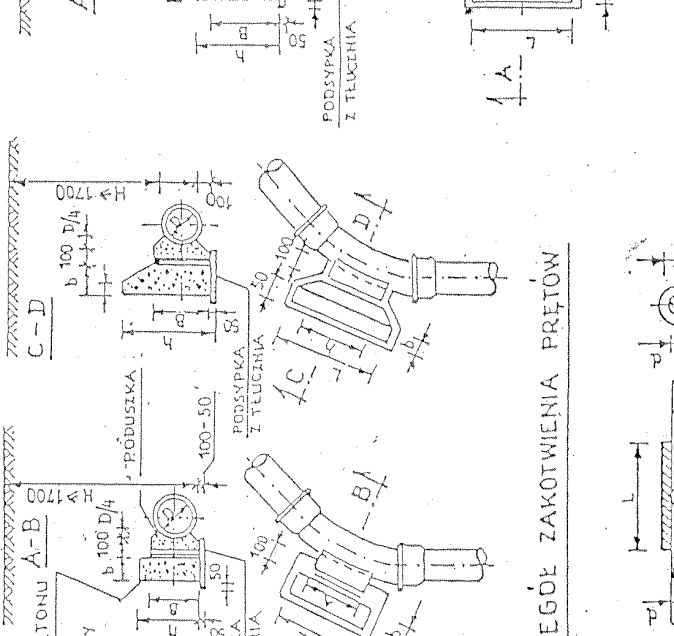 A
h
B
50
PODSYPKA
Z TŁUCZNIA
L
A
C-D
H≥1700
b 100 D/4
100
D
h
B
50
PODSYPKA
Z TŁUCZNIA
50
100
D
L
h
b
C
A-B
H≥1700
b 100 D/4
PODUSZKA
100-50
D
TONU
h
B
50
100
B
b
EGÓŁ ZAKOTWIENIA PRĘTÓW
d
L
d